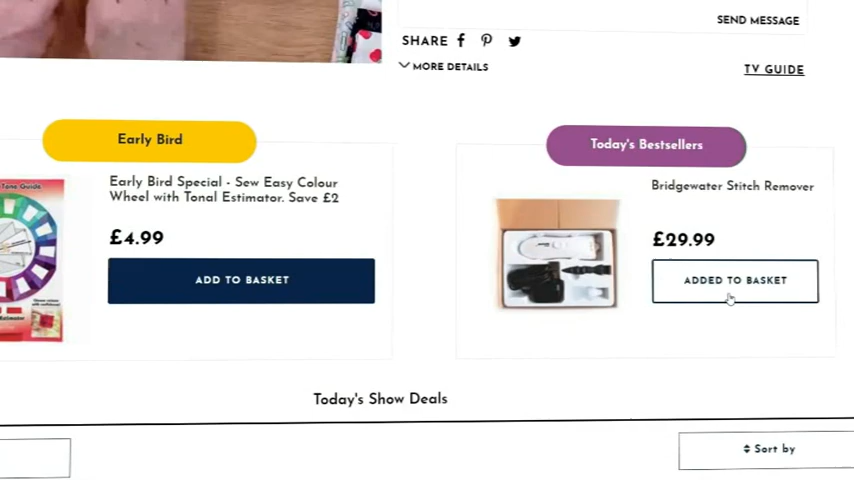 SEND MESSAGE
SHARE
MORE DETAILS
TV GUIDE
Early Bird
Today's Bestsellers
Tone Guide
Early Bird Special - Sew Easy Colour
Wheel with Tonal Estimator. Save £2
£4.99
ADD TO BASKET
Bridgewater Stitch Remover
£29.99
ADDED TO BASKET
Today's Show Deals
Sort by